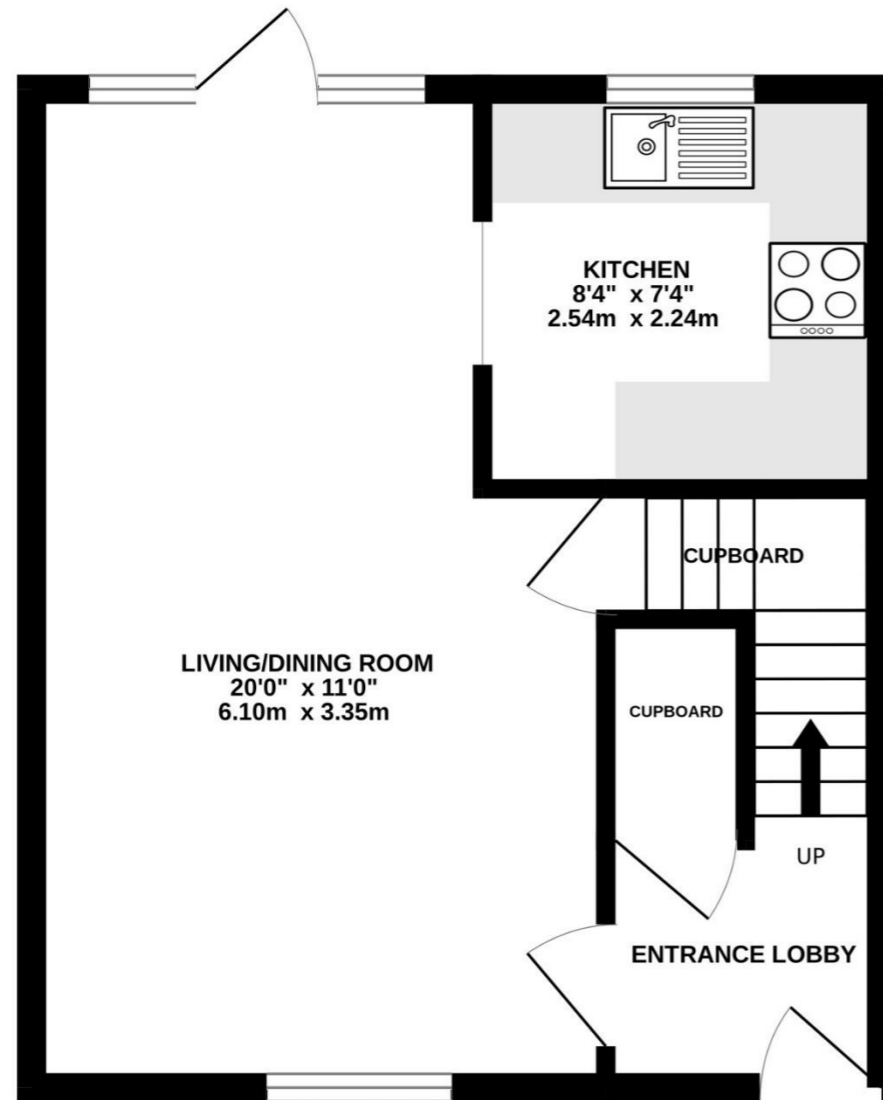 KITCHEN
8'4" x 7'4"
2.54m x 2.24m
CUPBOARD
LIVING/DINING ROOM
20'0" x 11'0"
6.10m x 3.35m
CUPBOARD
UP
ENTRANCE LOBBY